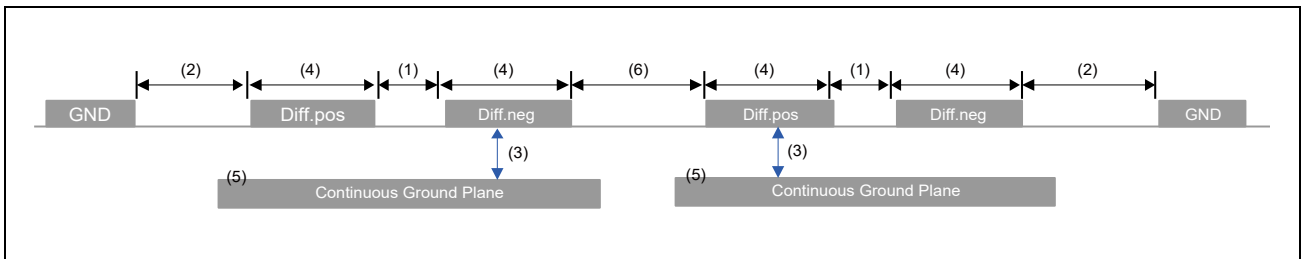 (2) (4) (1) (4) (6) (4) (1) (4) (2)
GND Diff.pos Diff.neg Diff.pos Diff.neg GND
(3) (3)
(5) (5)
Continuous Ground Plane Continuous Ground Plane